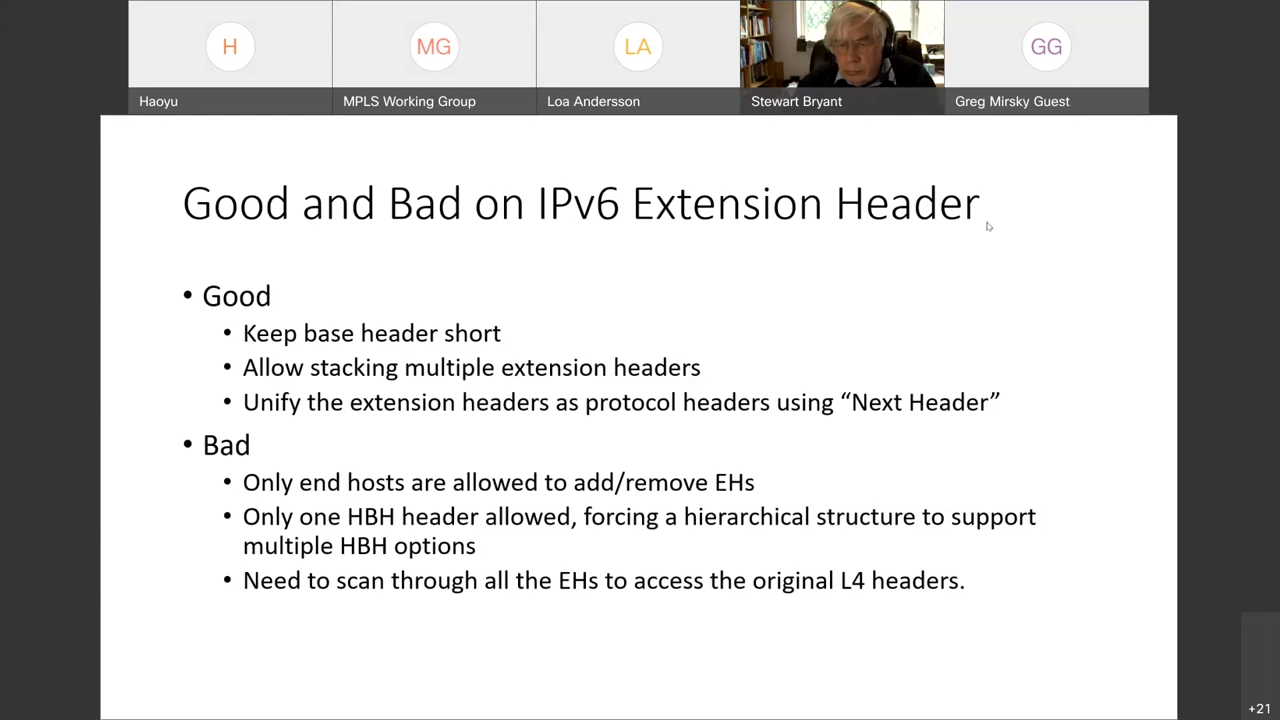 H
MG
LA
GG
Haoyu
MPLS Working Group
Loa Andersson
Stewart Bryant
Greg Mirsky Guest
Good and Bad on IPv6 Extension Header
• Good
• Keep base header short
• Allow stacking multiple extension headers
• Unify the extension headers as protocol headers using “Next Header”
• Bad
• Only end hosts are allowed to add/remove EHs
• Only one HBH header allowed, forcing a hierarchical structure to support
multiple HBH options
• Need to scan through all the EHs to access the original L4 headers.
+21